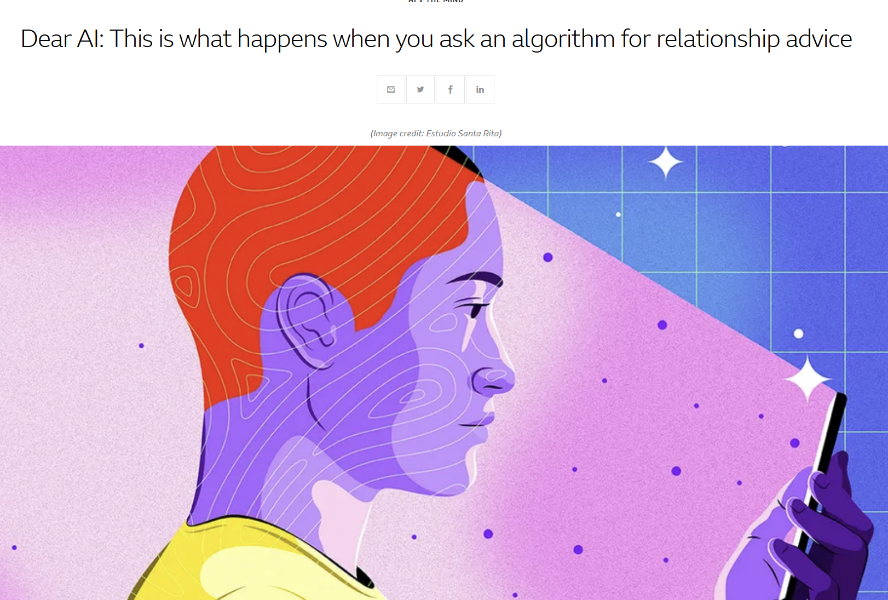 Dear AI: This is what happens when you ask an algorithm for relationship advice
f
in
(Image credit: Estudio Santa Rita)